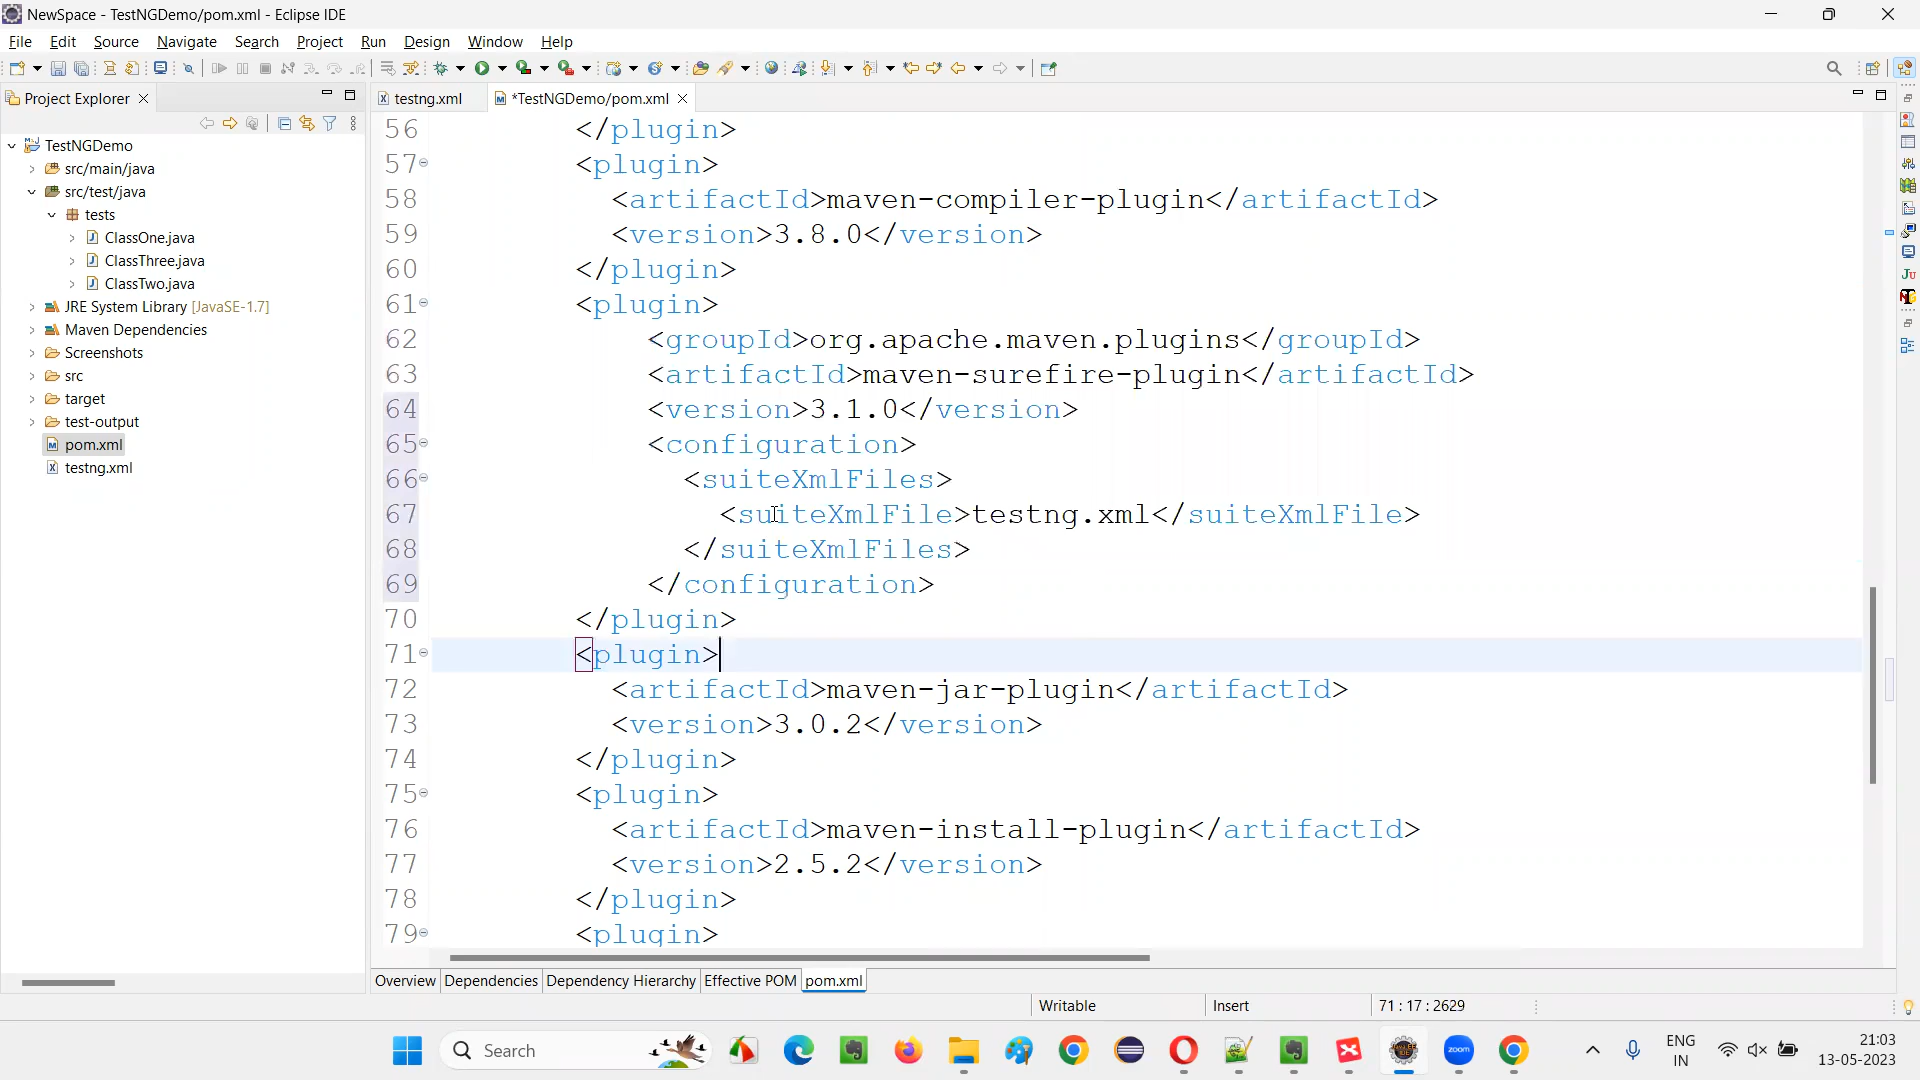 NewSpace - TestNGDemo/pom.xml - Eclipse IDE
File Edit Source Navigate Search Project Run Design Window Help
Project Explorer
testng.xml
*TestNGDemo/pom.xml
TestNGDemo
src/main/java
src/test/java
tests
ClassOne.java
ClassThree.java
ClassTwo.java
JRE System Library [JavaSE-1.7]
Maven Dependencies
Screenshots
src
target
test-output
pom.xml
testng.xml
56 </plugin>
57 <plugin>
58 <artifactId>maven-compiler-plugin</artifactId>
59 <version>3.8.0</version>
60 </plugin>
61 <plugin>
62 <groupId>org.apache.maven.plugins</groupId>
63 <artifactId>maven-surefire-plugin</artifactId>
64 <version>3.1.0</version>
65 <configuration>
66 <suiteXmlFiles>
67 <suiteXmlFile>testng.xml</suiteXmlFile>
68 </suiteXmlFiles>
69 </configuration>
70 </plugin>
71 <plugin>
72 <artifactId>maven-jar-plugin</artifactId>
73 <version>3.0.2</version>
74 </plugin>
75 <plugin>
76 <artifactId>maven-install-plugin</artifactId>
77 <version>2.5.2</version>
78 </plugin>
79 <plugin>
Overview Dependencies Dependency Hierarchy Effective POM pom.xml
Writable Insert 71 : 17 : 2629
Search
zoom
ENG
IN
21:03
13-05-2023